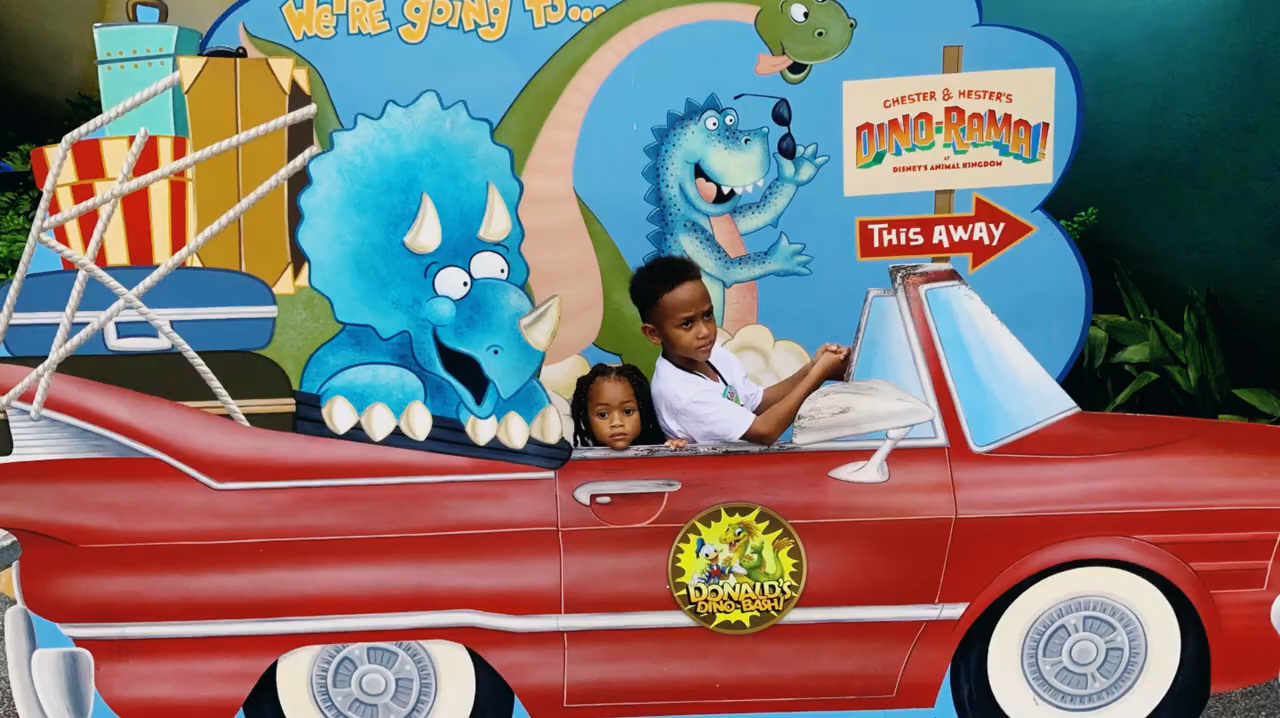 WE'RE going To...
CHESTER & HESTER'S
DINO-RAMA!
AT
DISNEY'S ANIMAL KINGDOM
THIS AWAY
DONALD'S
DINO-BASH!